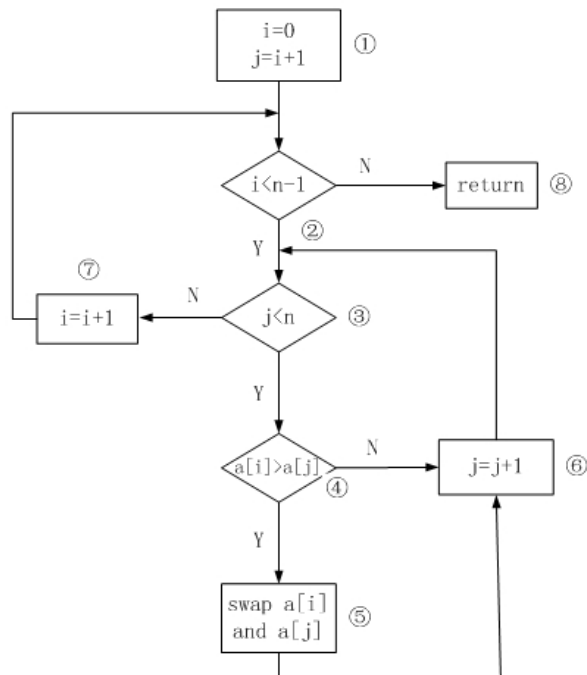 i=0
j=i+1
①
i<n-1
N
return
⑧
②
Y
⑦
i=i+1
N
j<n
③
Y
a[i]>a[j]
④
N
j=j+1
⑥
Y
swap a[i]
and a[j]
⑤